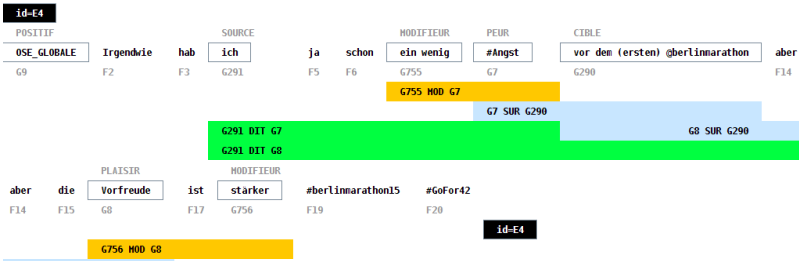 id=E4
POSITIF SOURCE MODIFIEUR PEUR CIBLE
OSE_GLOBALE Irgendwie hab ich ja schon ein wenig #Angst vor dem (ersten) @berlinmarathon aber
G9 F2 F3 G291 F5 F6 G755 G7 G290 F14
G755 MOD G7
G7 SUR G290
G291 DIT G7 G8 SUR G290
G291 DIT G8
PLAISIR MODIFIEUR
aber die Vorfreude ist stärker #berlinmarathon15 #GoFor42
F14 F15 G8 F17 G756 F19 F20
id=E4
G756 MOD G8